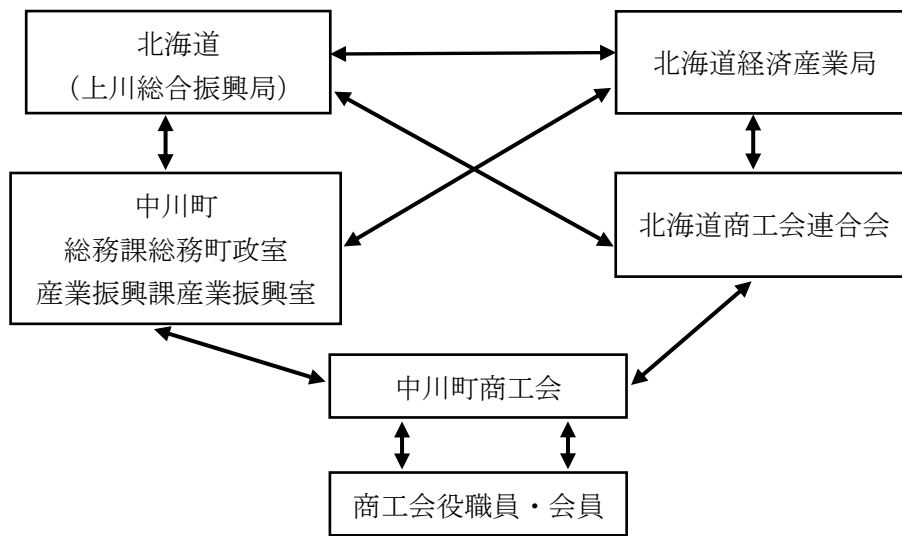 北海道
（上川総合振興局）
北海道経済産業局
中川町
総務課総務町政室
産業振興課産業振興室
北海道商工会連合会
中川町商工会
商工会役職員・会員